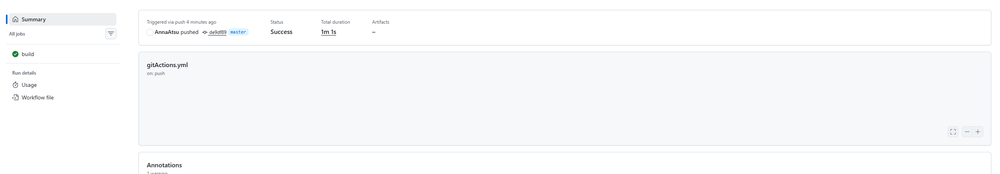 Summary
All jobs
build
Run details
Usage
Workflow file
Triggered via push 4 minutes ago
AnnaAtsu pushed de9df89 master
Status
Success
Total duration
1m 1s
Artifacts
–
gitActions.yml
on: push
Annotations
1 warning